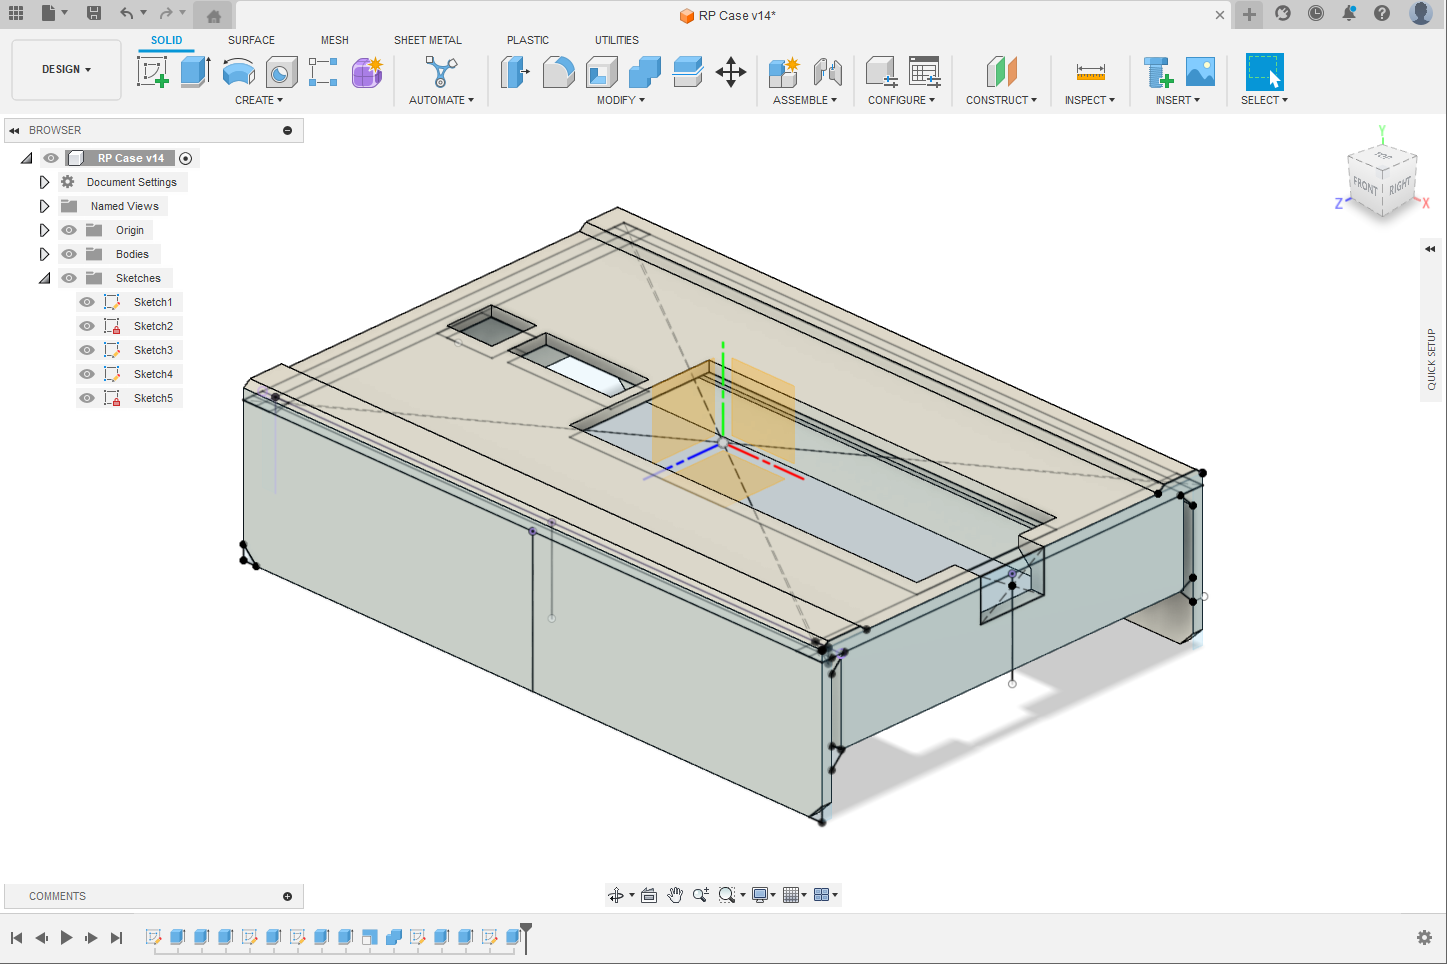 RP Case v14*
SOLID
SURFACE
MESH
SHEET METAL
PLASTIC
UTILITIES
DESIGN
CREATE
AUTOMATE
MODIFY
ASSEMBLE
CONFIGURE
CONSTRUCT
INSPECT
INSERT
SELECT
BROWSER
RP Case v14
Document Settings
Named Views
Origin
Bodies
Sketches
Sketch1
Sketch2
Sketch3
Sketch4
Sketch5
Y
TOP
FRONT
RIGHT
Z
X
QUICK SETUP
COMMENTS